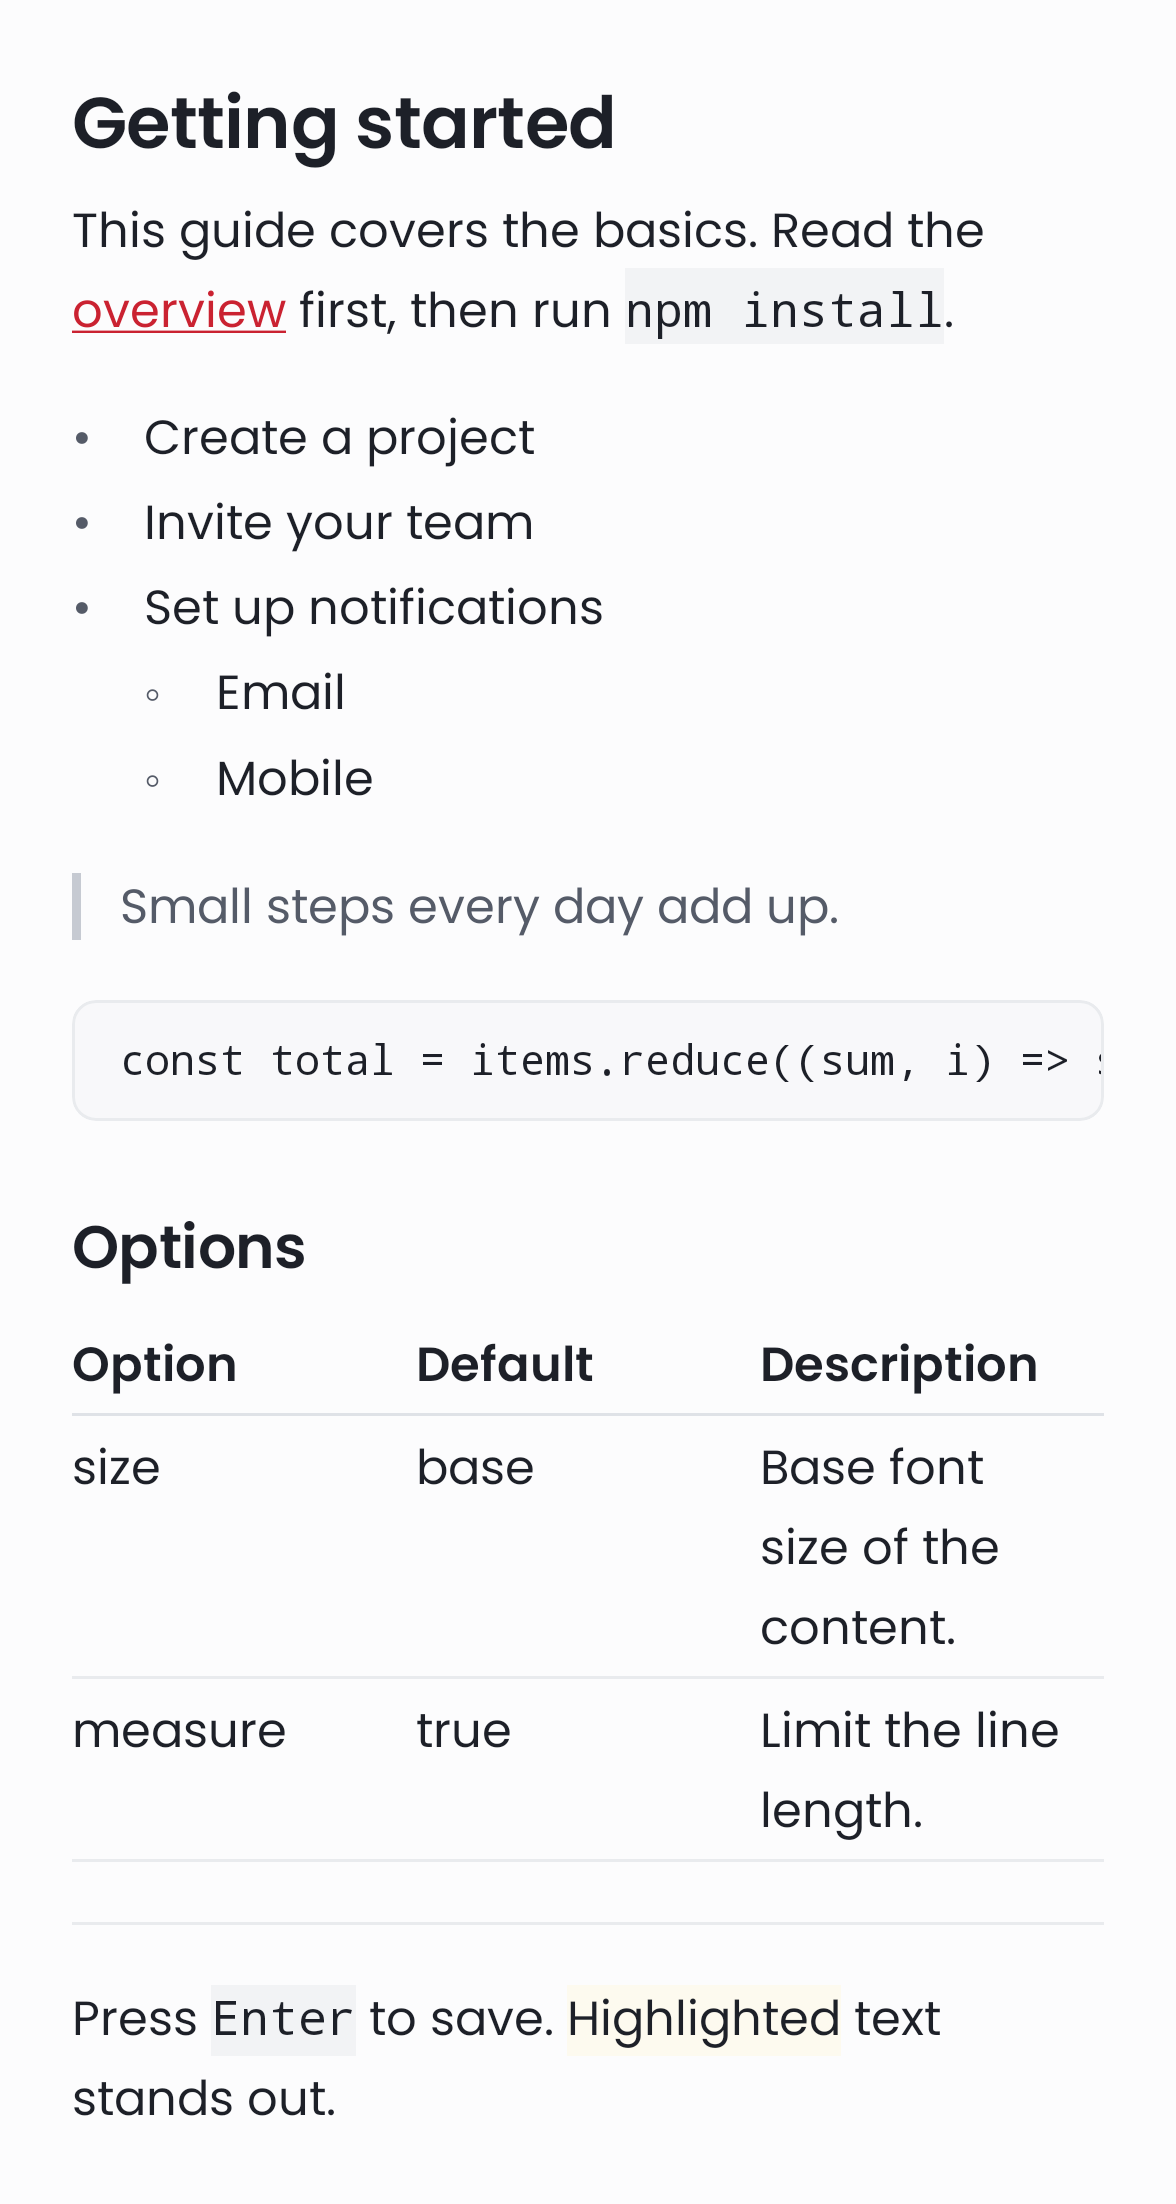 Getting started
This guide covers the basics. Read the
overview first, then run npm install.
• Create a project
• Invite your team
• Set up notifications
◦ Email
◦ Mobile
Small steps every day add up.
const total = items.reduce((sum, i) =>
Options
Option Default Description
size base Base font
size of the
content.
measure true Limit the line
length.
Press Enter to save. Highlighted text
stands out.